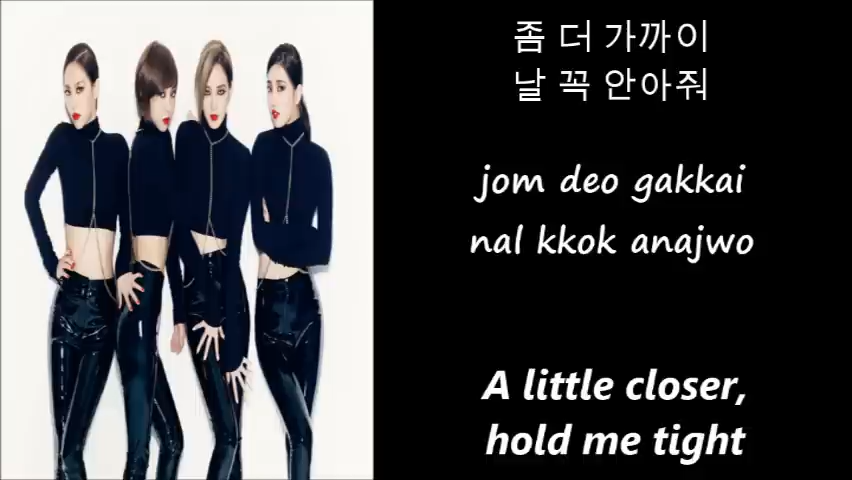 좀 더 가까이
날 꼭 안아줘
jom deo gakkai
nal kkok anajwo
A little closer,
hold me tight